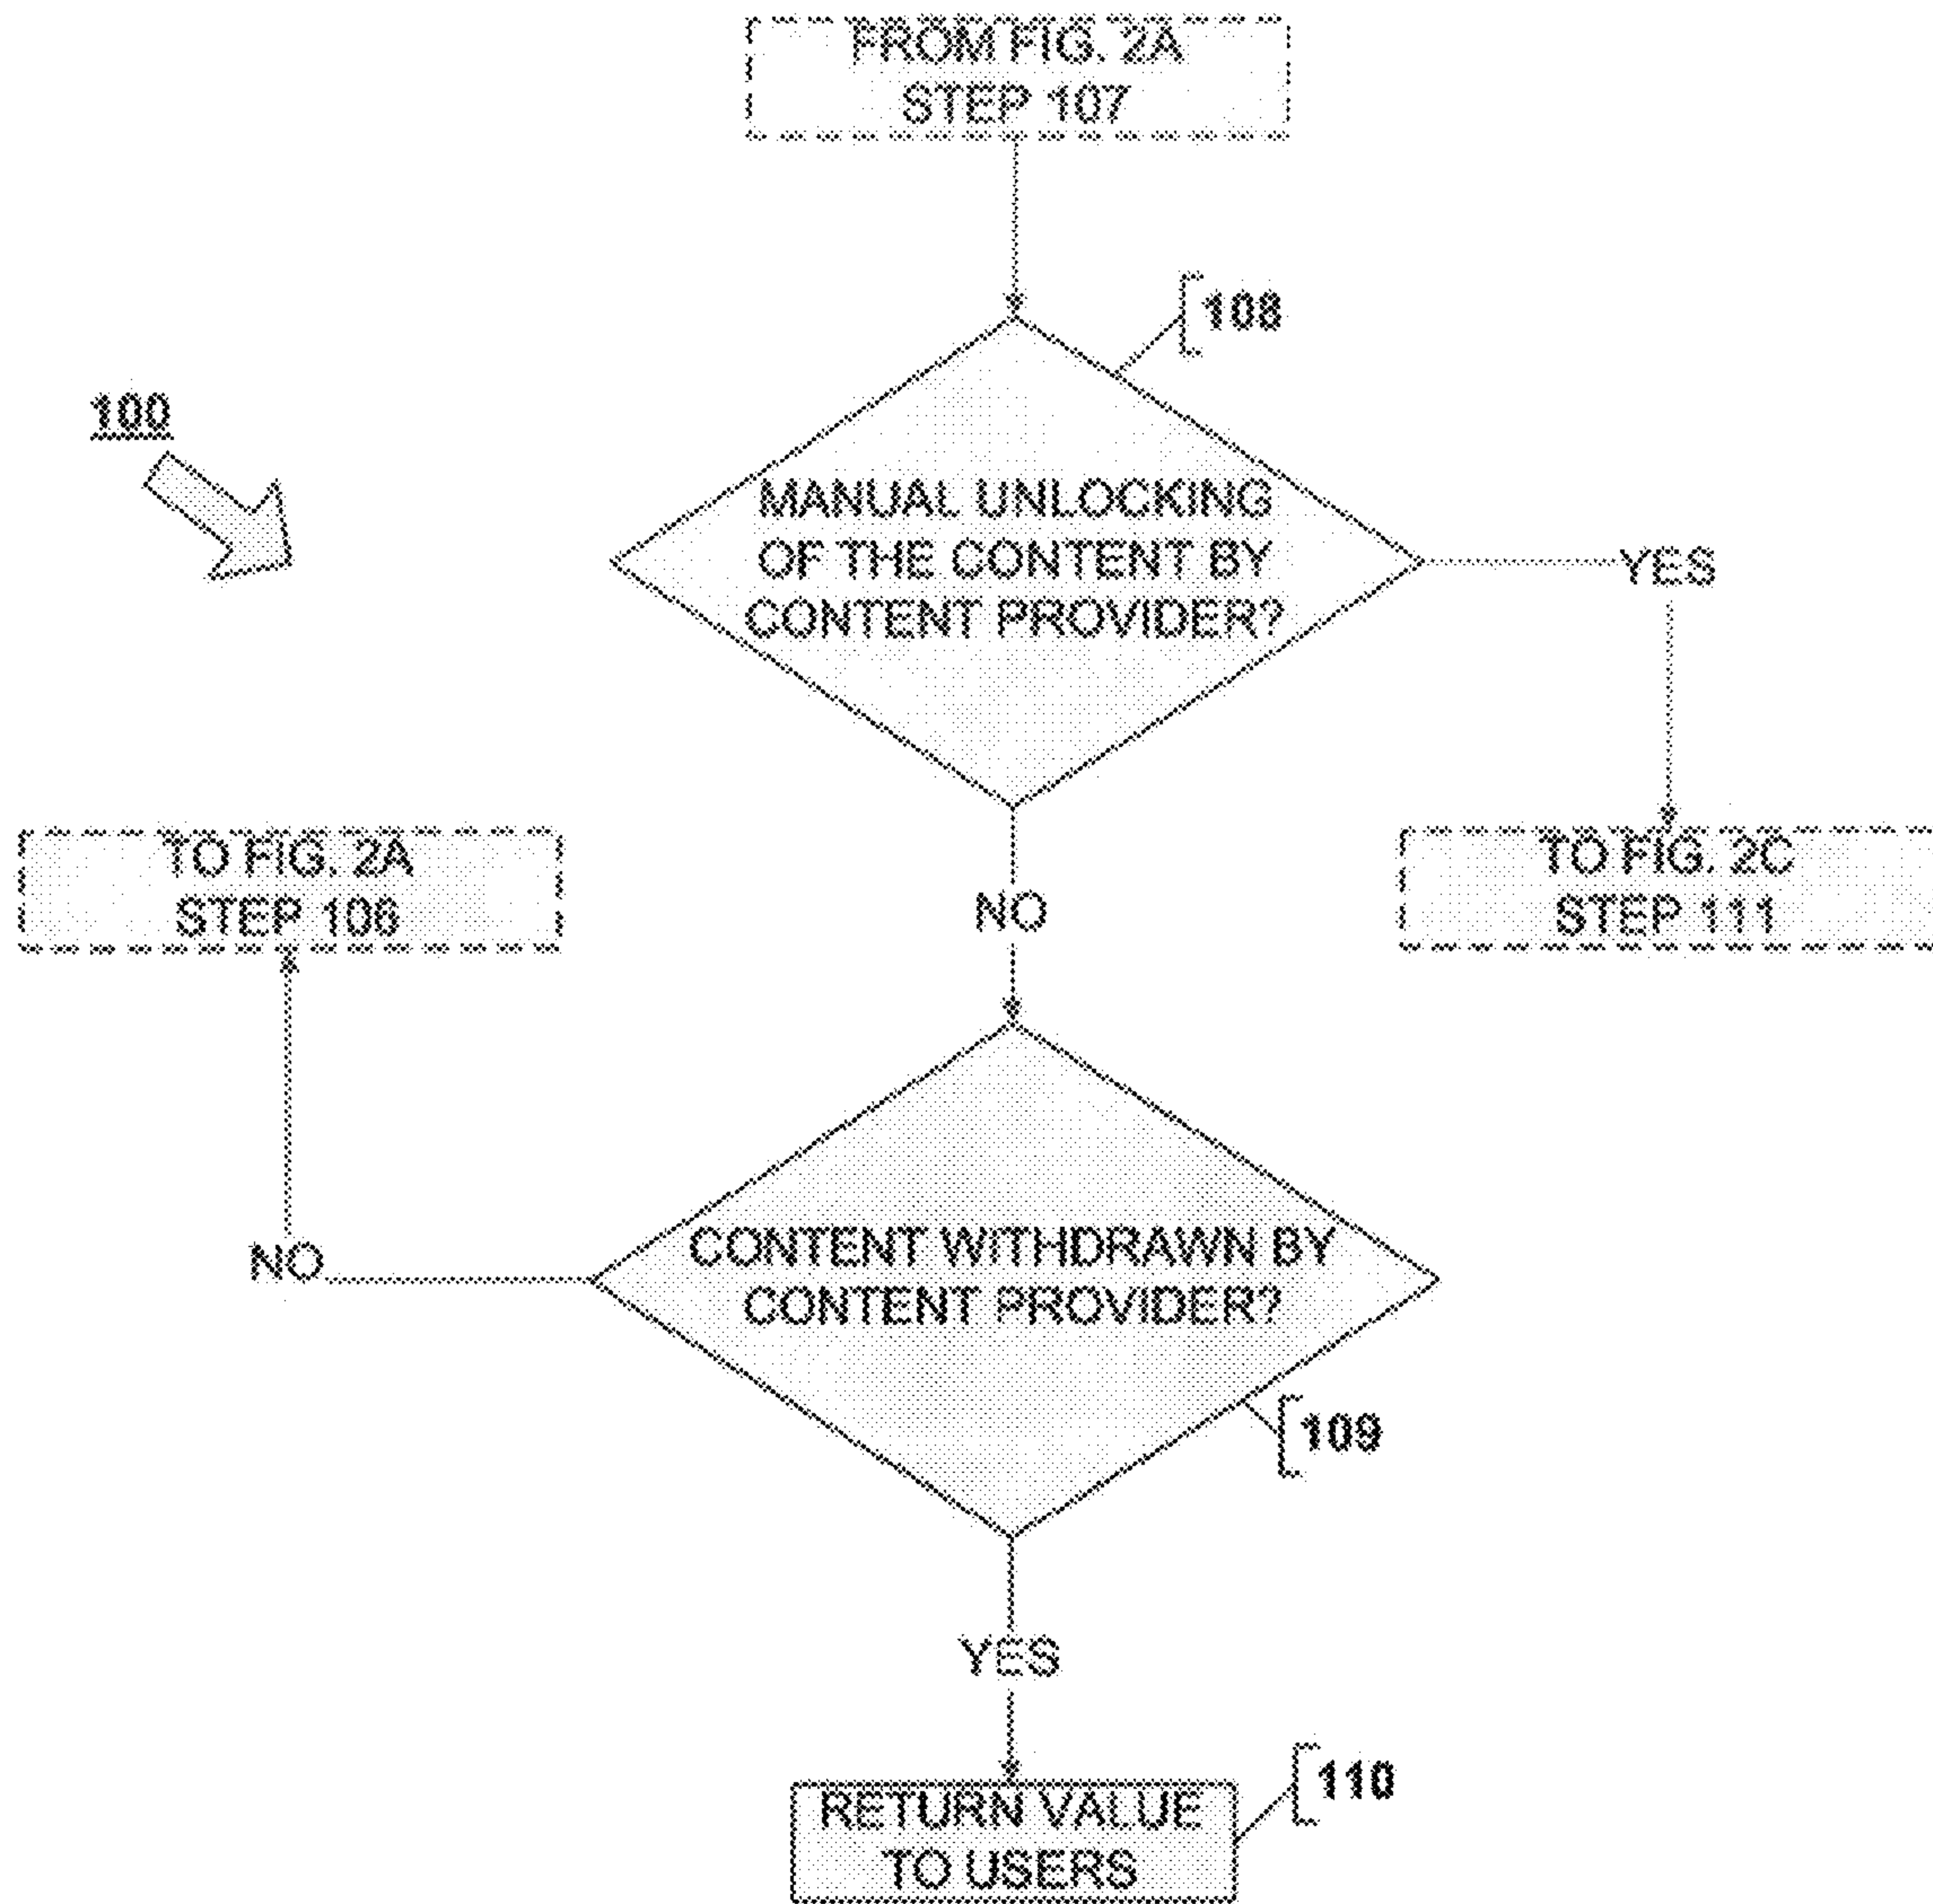 FROM FIG. 2A
STEP 107
108
100
MANUAL UNLOCKING
OF THE CONTENT BY
CONTENT PROVIDER?
YES
TO FIG. 2A
STEP 106
NO
TO FIG. 2C
STEP 111
CONTENT WITHDRAWN BY
CONTENT PROVIDER?
NO
109
YES
RETURN VALUE
TO USERS
110